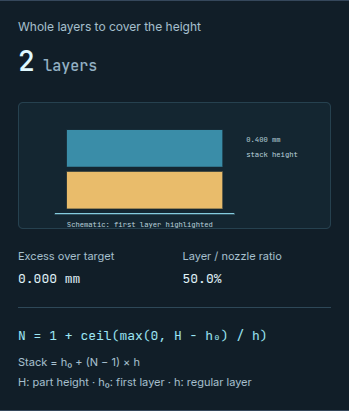 Whole layers to cover the height
2 layers
0.400 mm
stack height
Schematic: first layer highlighted
Excess over target
Layer / nozzle ratio
0.000 mm
50.0%
N = 1 + ceil(max(0, H - h₀) / h)
Stack = h₀ + (N − 1) × h
H: part height · h₀: first layer · h: regular layer